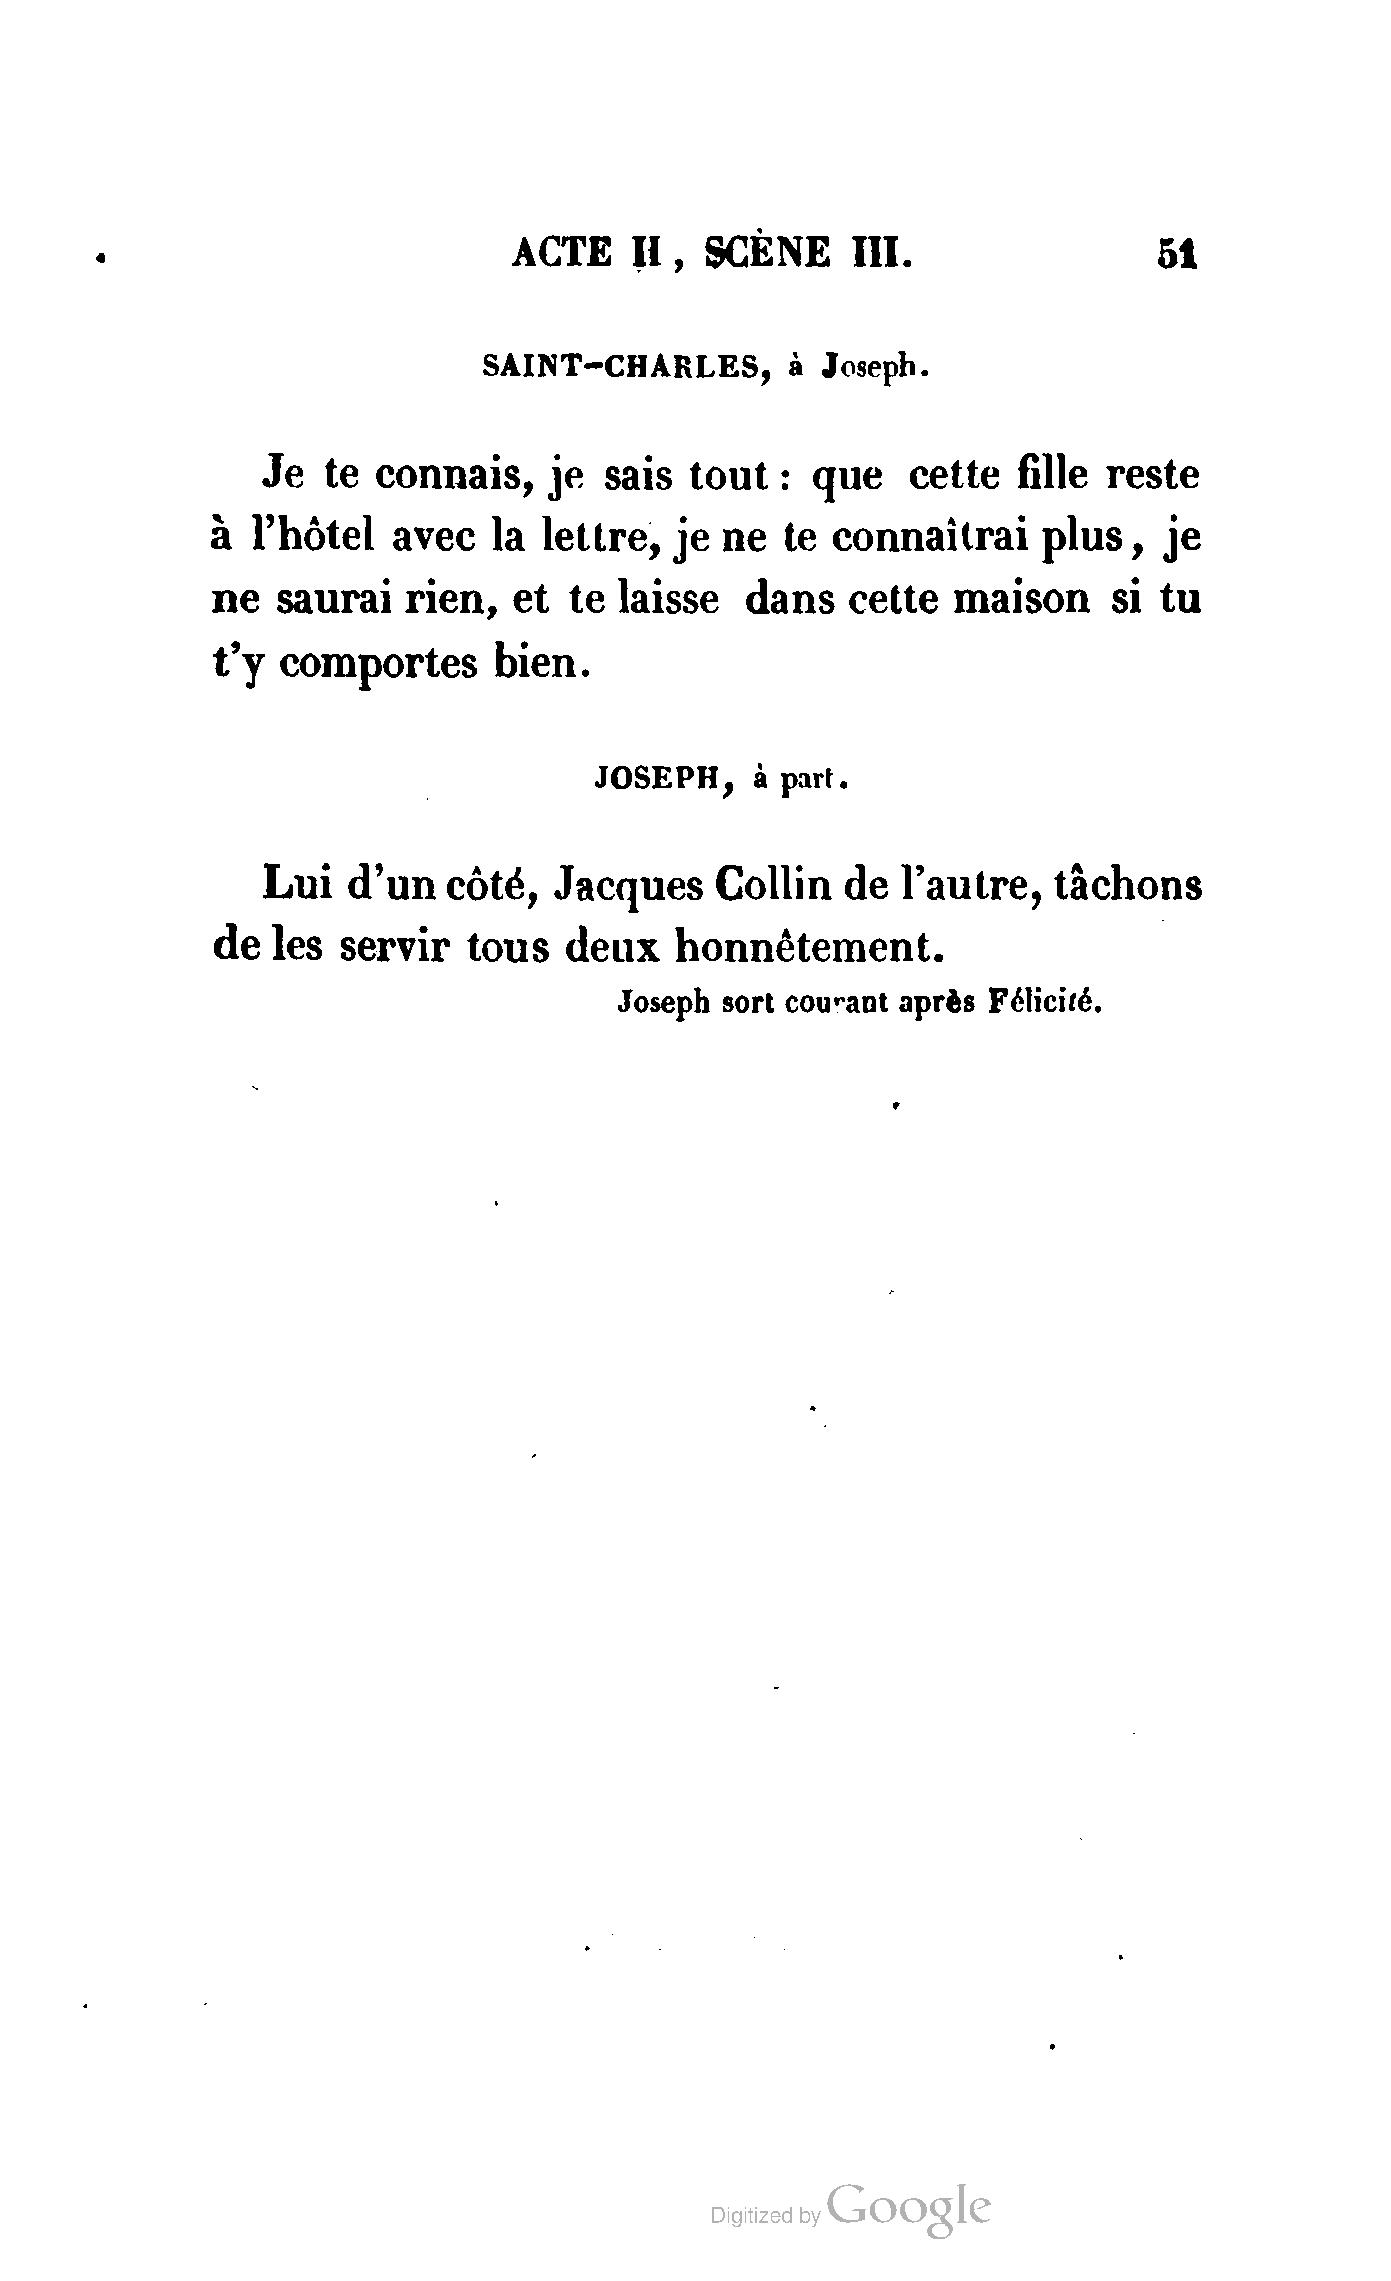 ACTE II, SCÈNE III. 51
SAINT-CHARLES, à Joseph.
Je te connais, je sais tout : que cette fille reste
à l'hôtel avec la lettre, je ne te connaîtrai plus, je
ne saurai rien, et te laisse dans cette maison si tu
t'y comportes bien.
JOSEPH, à part.
Lui d'un côté, Jacques Collin de l'autre, tâchons
de les servir tous deux honnêtement.
Joseph sort courant après Félicité.
Digitized by Google